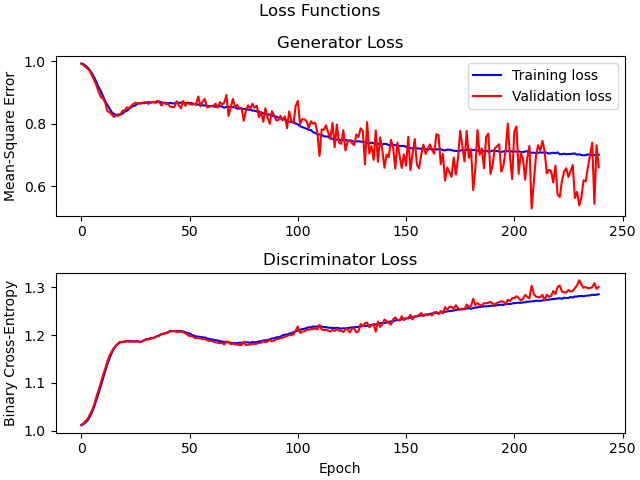 Loss Functions
Generator Loss
Mean-Square Error
1.0
0.8
0.6
Training loss
Validation loss
0 50 100 150 200 250
Discriminator Loss
Binary Cross-Entropy
1.3
1.2
1.1
1.0
0 50 100 150 200 250
Epoch